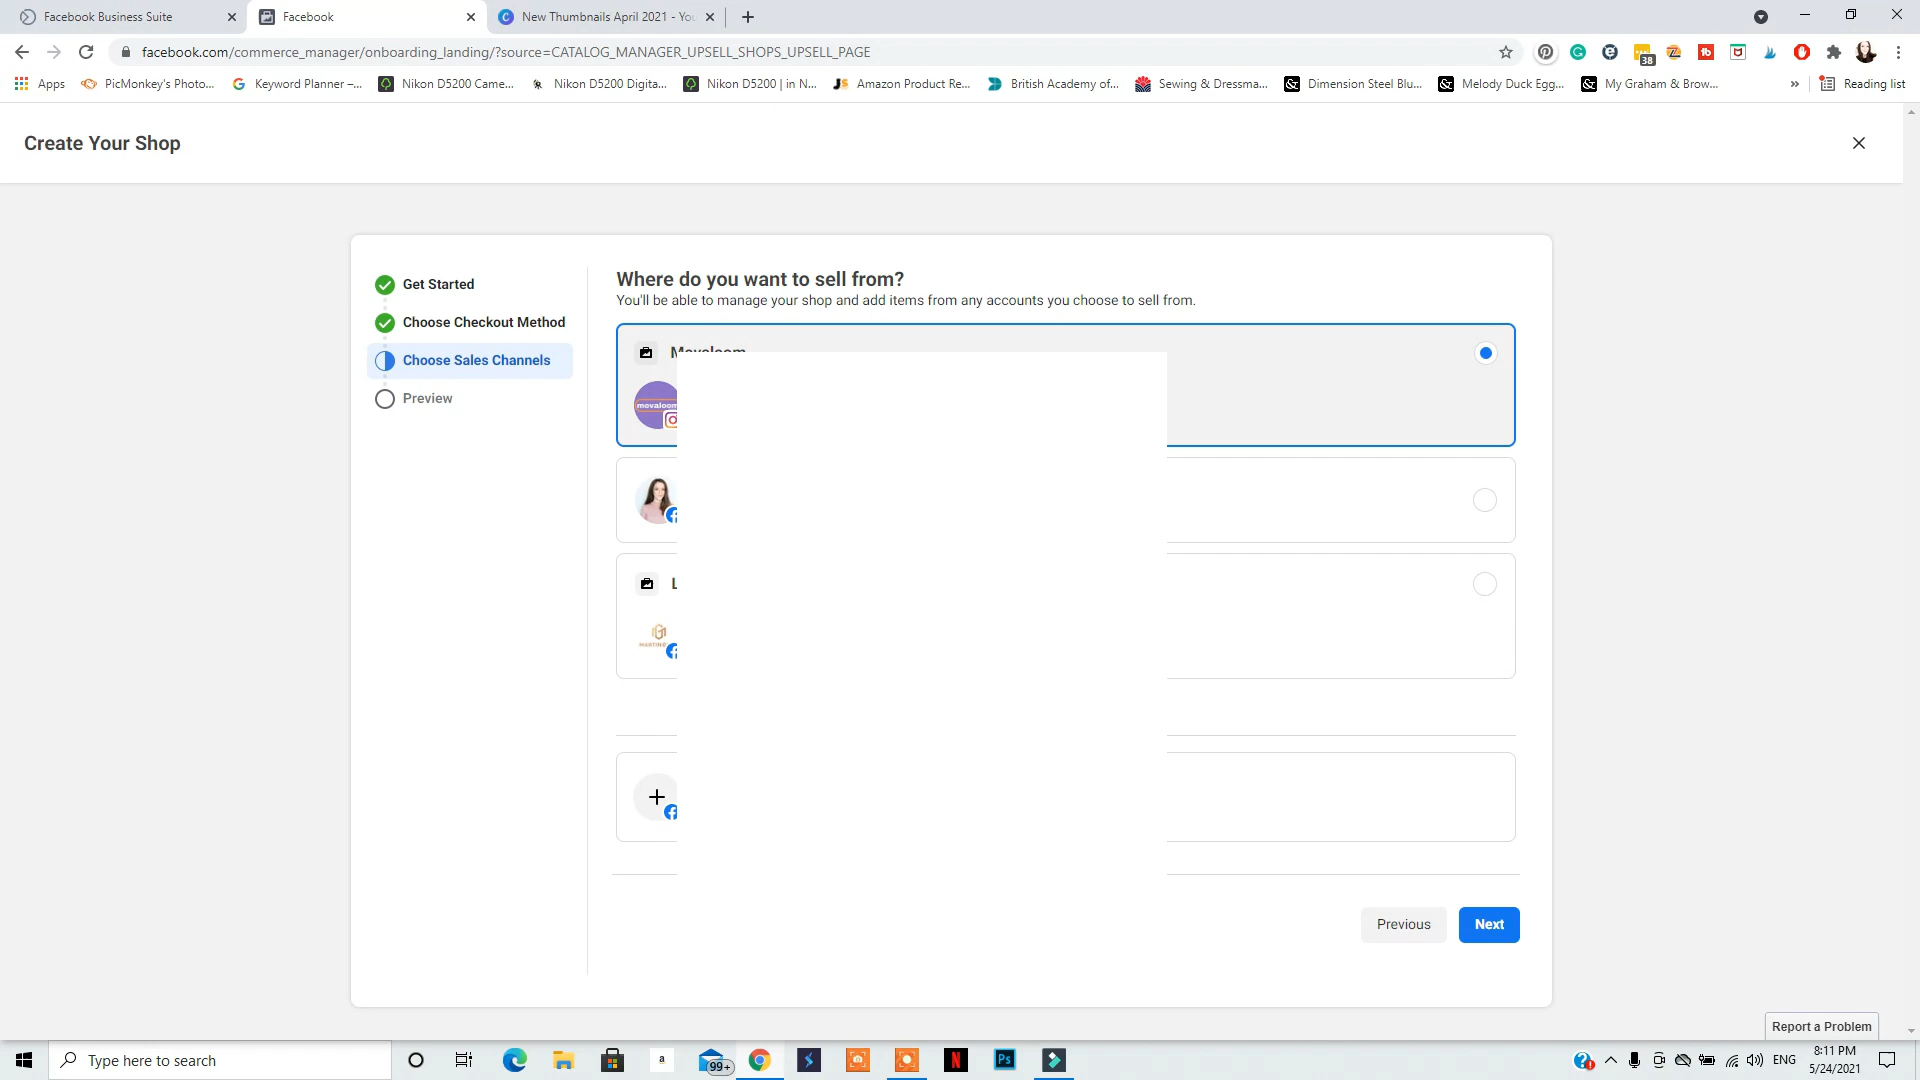 Facebook Business Suite
Facebook
New Thumbnails April 2021 - You
facebook.com/commerce_manager/onboarding_landing/?source=CATALOG_MANAGER_UPSELL_SHOPS_UPSELL_PAGE
38
Apps
PicMonkey's Photo...
Keyword Planner –...
Nikon D5200 Came...
Nikon D5200 Digita...
Nikon D5200 | in N...
Amazon Product Re...
British Academy of...
Sewing & Dressma...
Dimension Steel Blu...
Melody Duck Egg...
My Graham & Brow...
»
Reading list
Create Your Shop
Get Started
Choose Checkout Method
Choose Sales Channels
Preview
Where do you want to sell from?
You'll be able to manage your shop and add items from any accounts you choose to sell from.
Movaloom
movaloom
L
Previous
Next
Report a Problem
Type here to search
a
99+
N
Ps
ENG
8:11 PM
5/24/2021